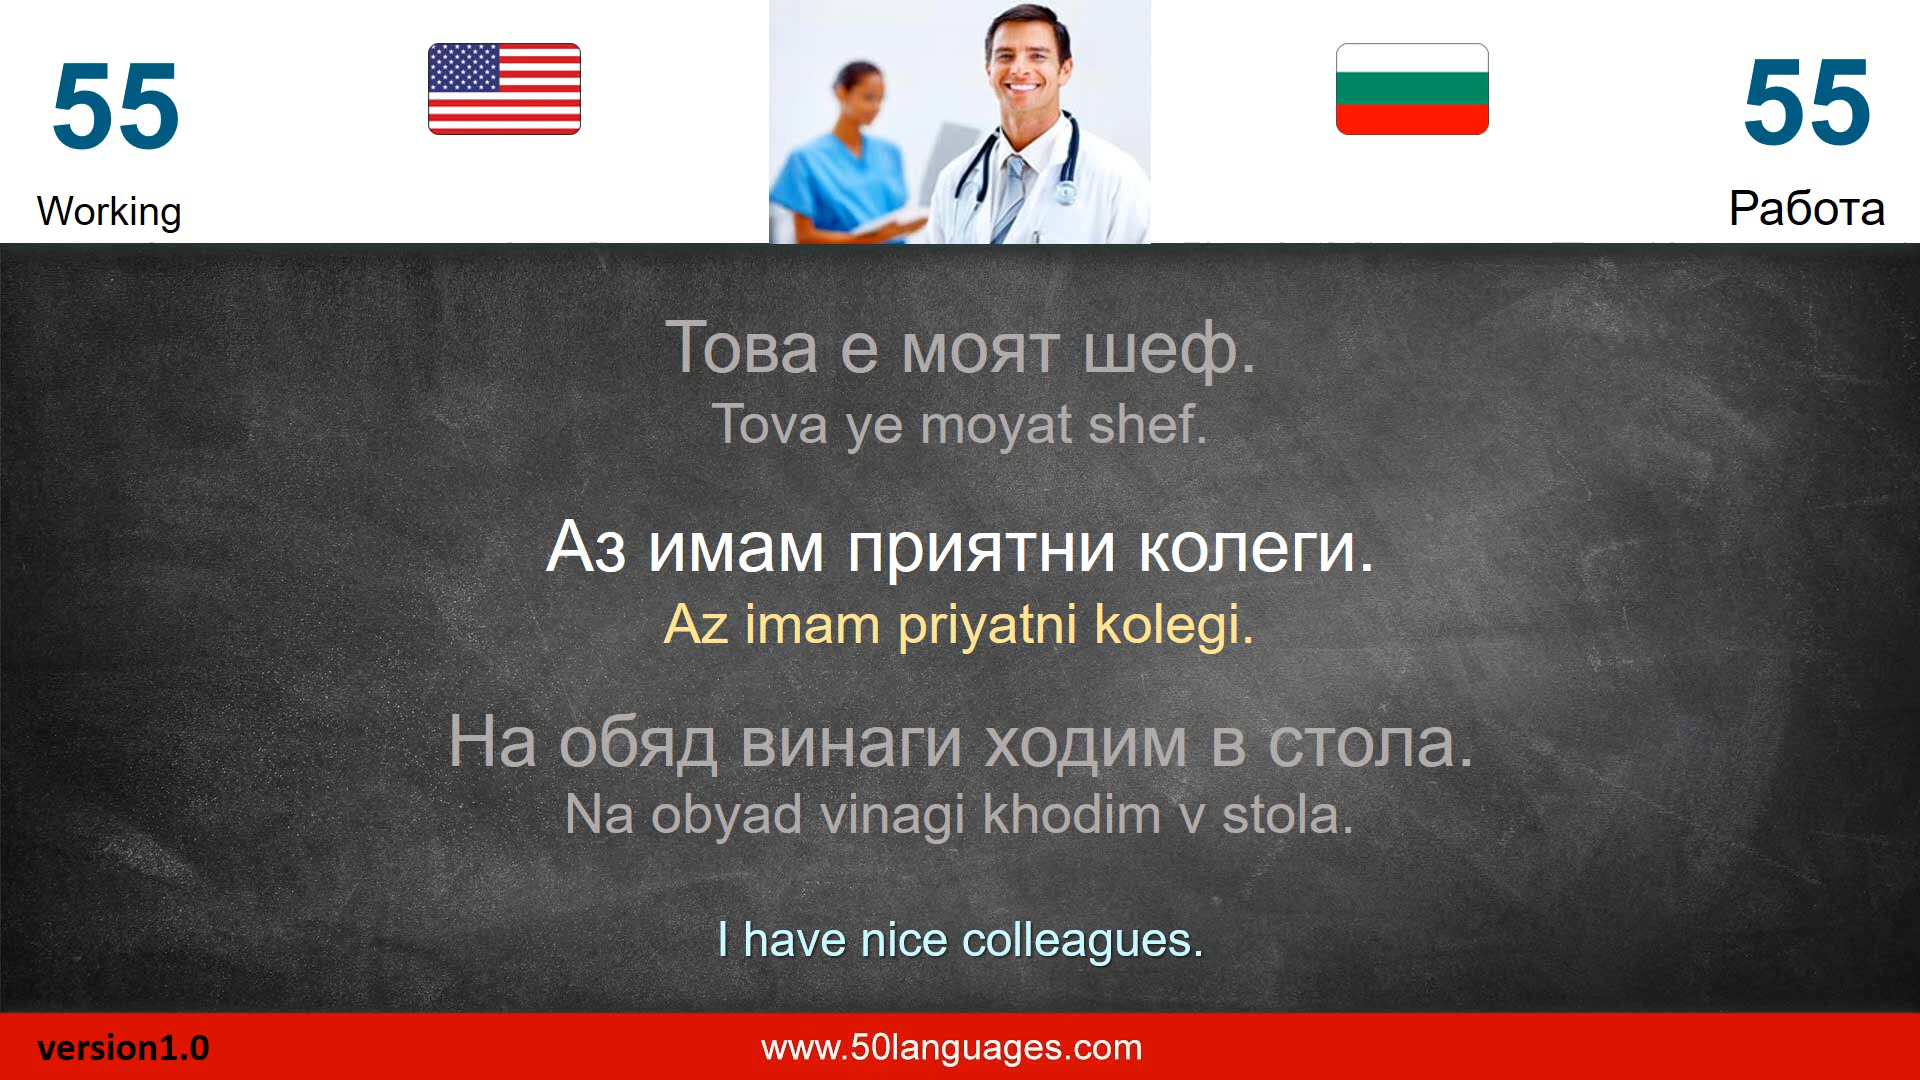 55
55
Working
Работа
Това е моят шеф.
Tova ye moyat shef.
Аз имам приятни колеги.
Az imam priyatni kolegi.
На обяд винаги ходим в стола.
Na obyad vinagi khodim v stola.
I have nice colleagues.
version1.0
www.50languages.com